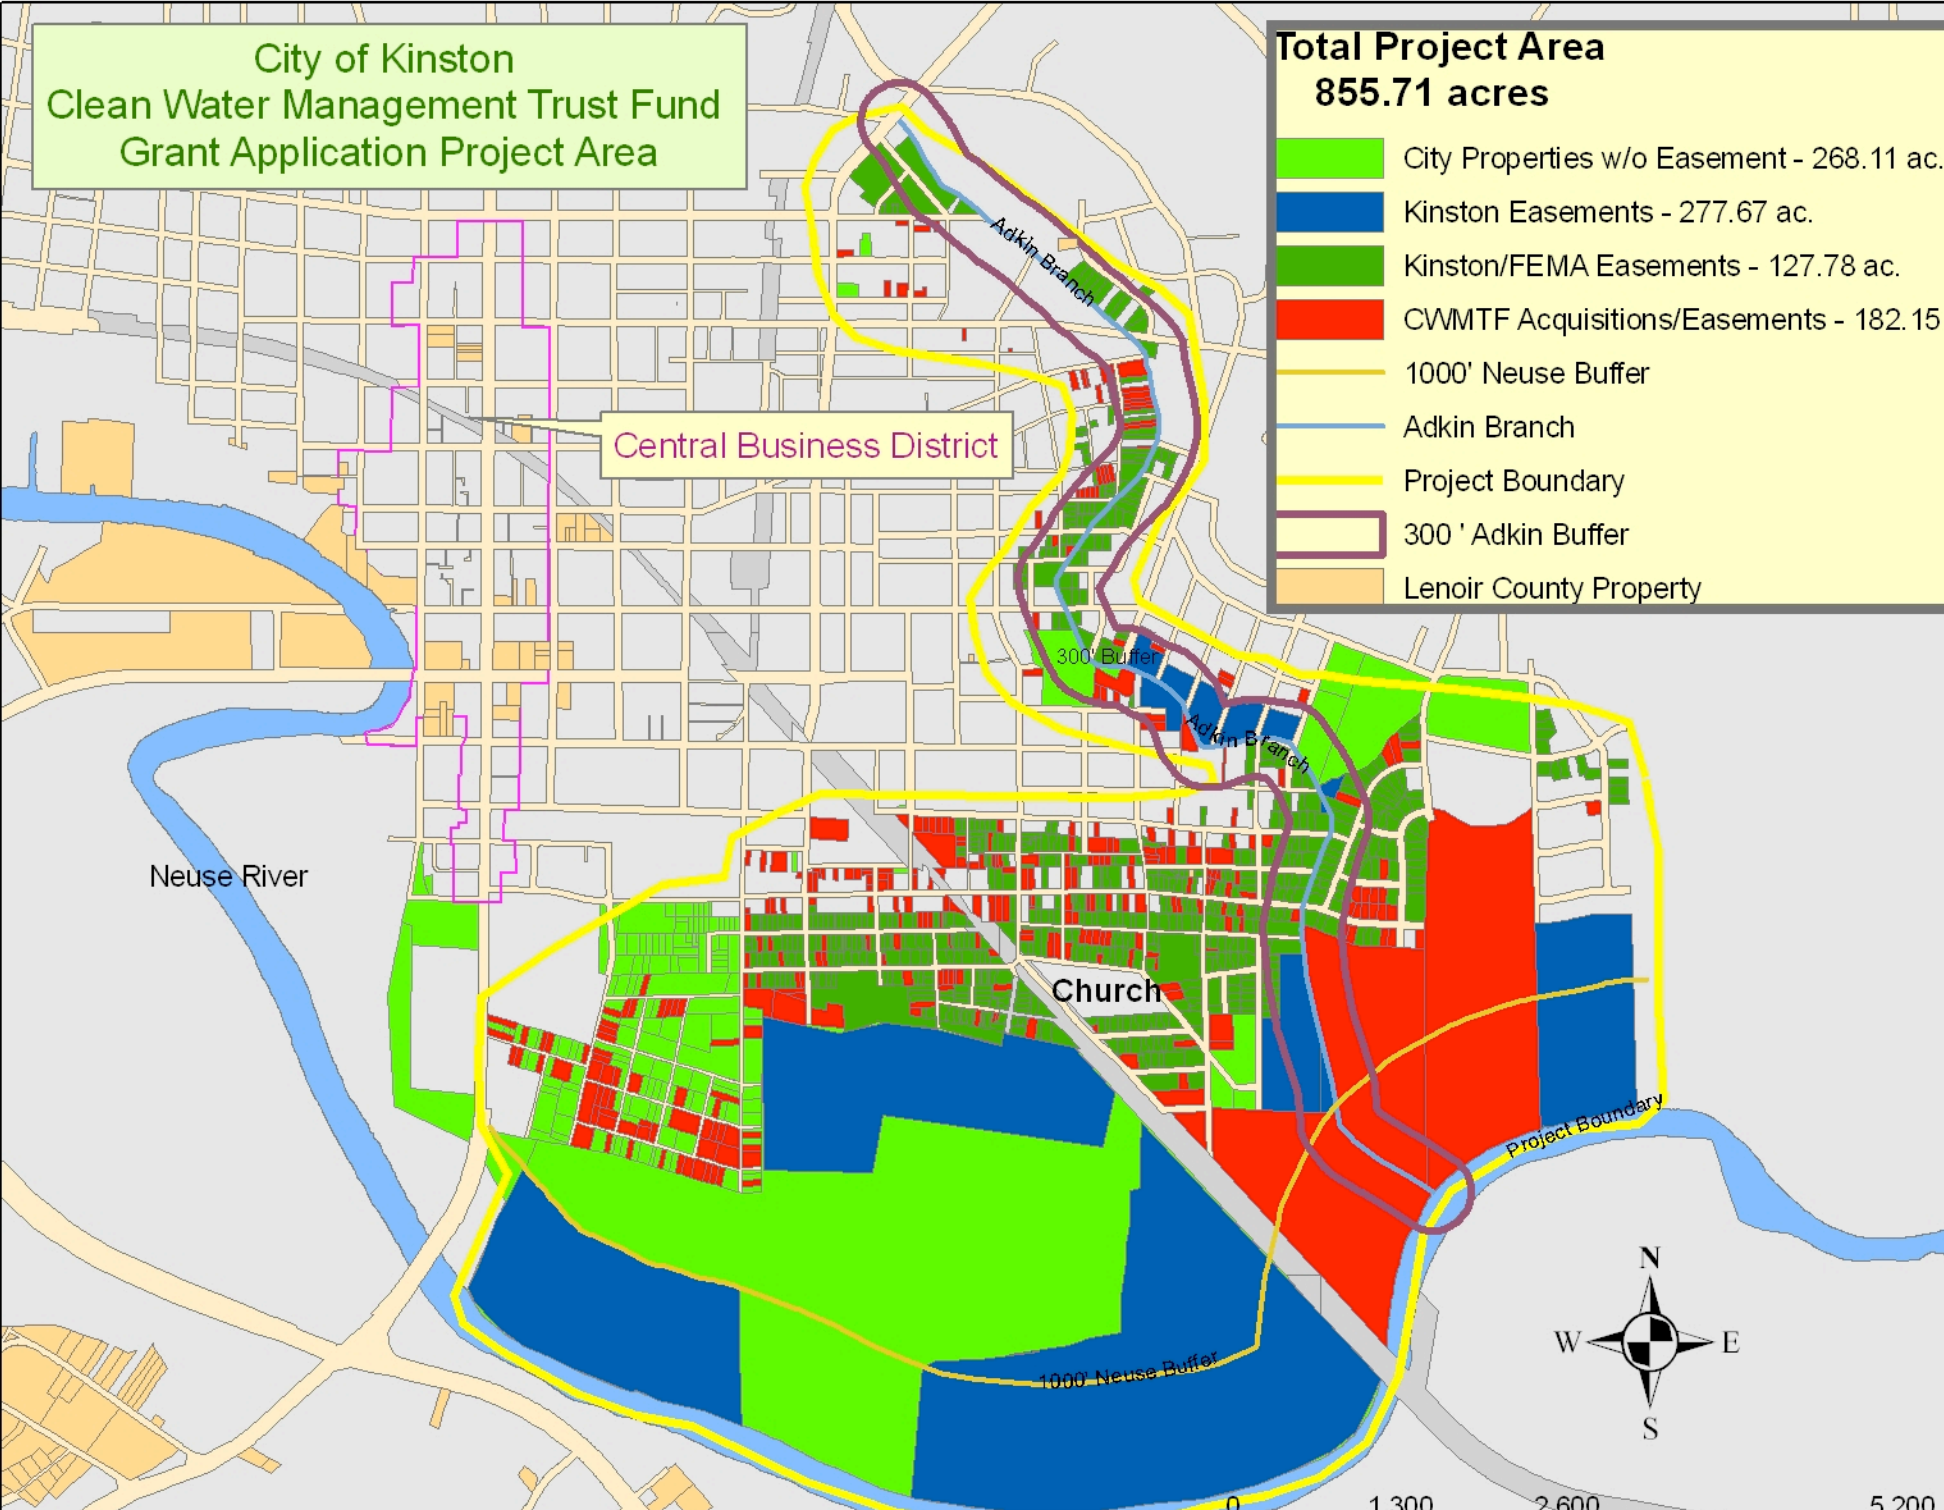 City of Kinston
Clean Water Management Trust Fund
Grant Application Project Area
Total Project Area
855.71 acres
City Properties w/o Easement - 268.11 ac.
Kinston Easements - 277.67 ac.
Kinston/FEMA Easements - 127.78 ac.
CWMTF Acquisitions/Easements - 182.15
1000' Neuse Buffer
Adkin Branch
Project Boundary
300 ' Adkin Buffer
Lenoir County Property
Adkin Branch
Central Business District
300' Buffer
Adkin Branch
Neuse River
Church
Project Boundary
1000' Neuse Buffer
N
W E
S
0 1,300 2,600 5,200